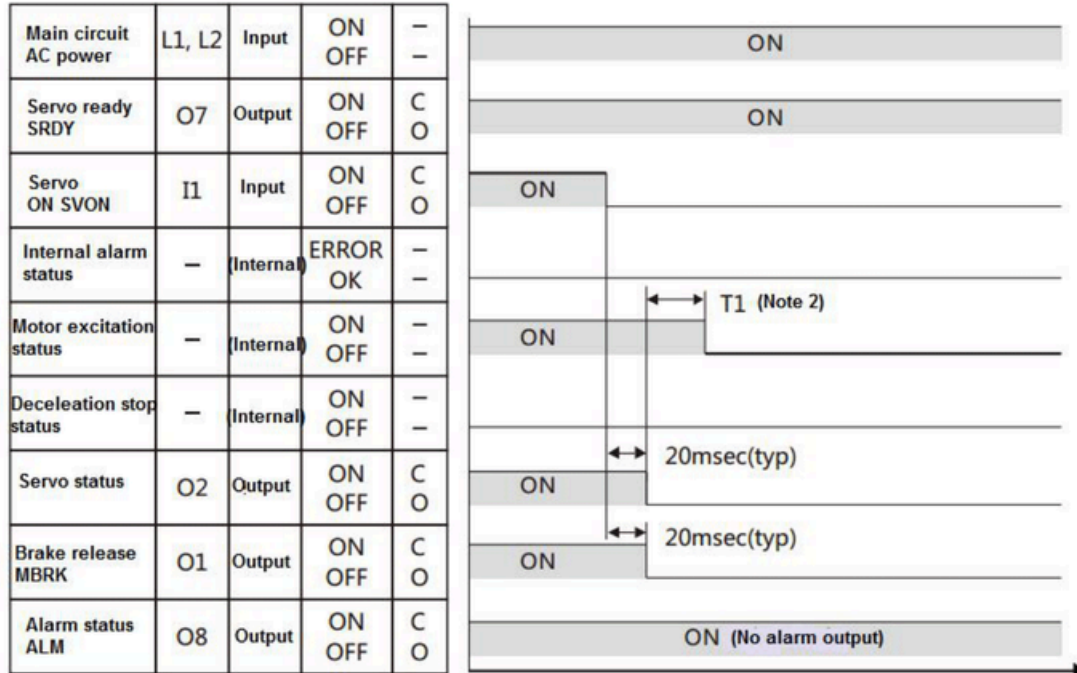 Main circuit
AC power
L1, L2
Input
ON
OFF
–
–
ON
Servo ready
SRDY
O7
Output
ON
OFF
C
O
ON
Servo
ON SVON
I1
Input
ON
OFF
C
O
ON
Internal alarm
status
–
(Internal)
ERROR
OK
–
–
T1 (Note 2)
Motor excitation
status
–
(Internal)
ON
OFF
–
–
ON
Deceleation stop
status
–
(Internal)
ON
OFF
–
–
20msec(typ)
Servo status
O2
Output
ON
OFF
C
O
ON
20msec(typ)
Brake release
MBRK
O1
Output
ON
OFF
C
O
ON
Alarm status
ALM
O8
Output
ON
OFF
C
O
ON (No alarm output)